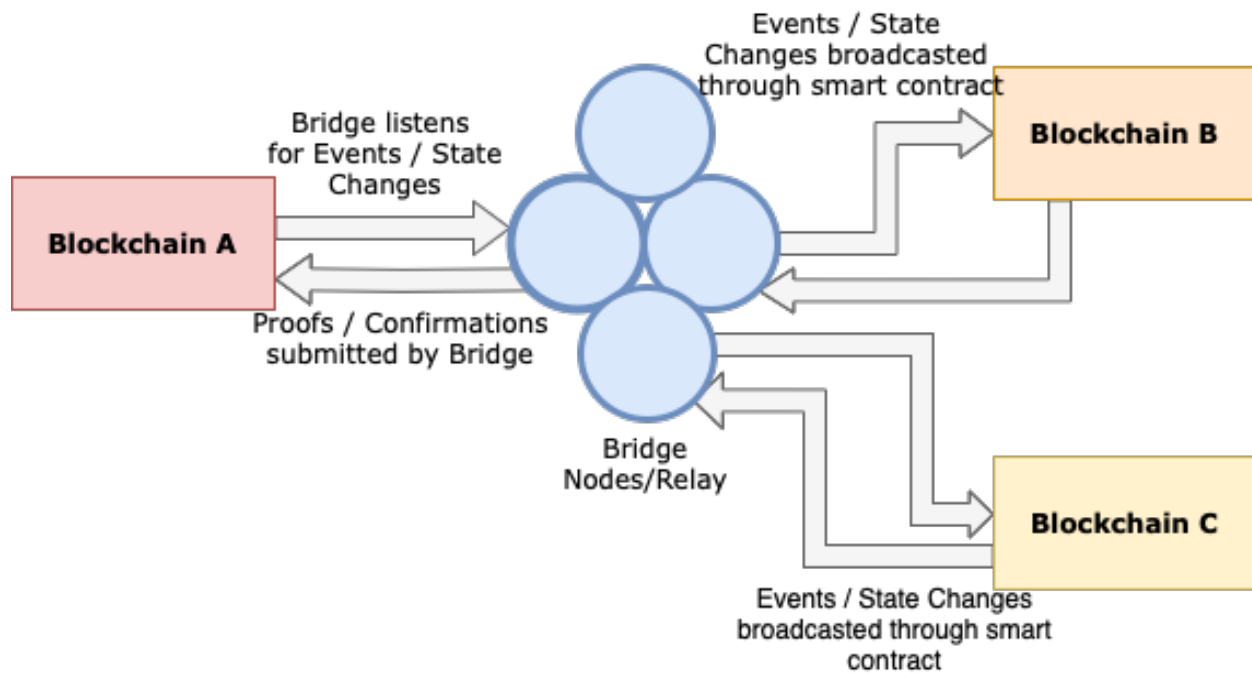 Events / State
Changes broadcasted
through smart contract
Bridge listens
for Events / State
Changes
Blockchain B
Blockchain A
Proofs / Confirmations
submitted by Bridge
Bridge
Nodes/Relay
Blockchain C
Events / State Changes
broadcasted through smart
contract